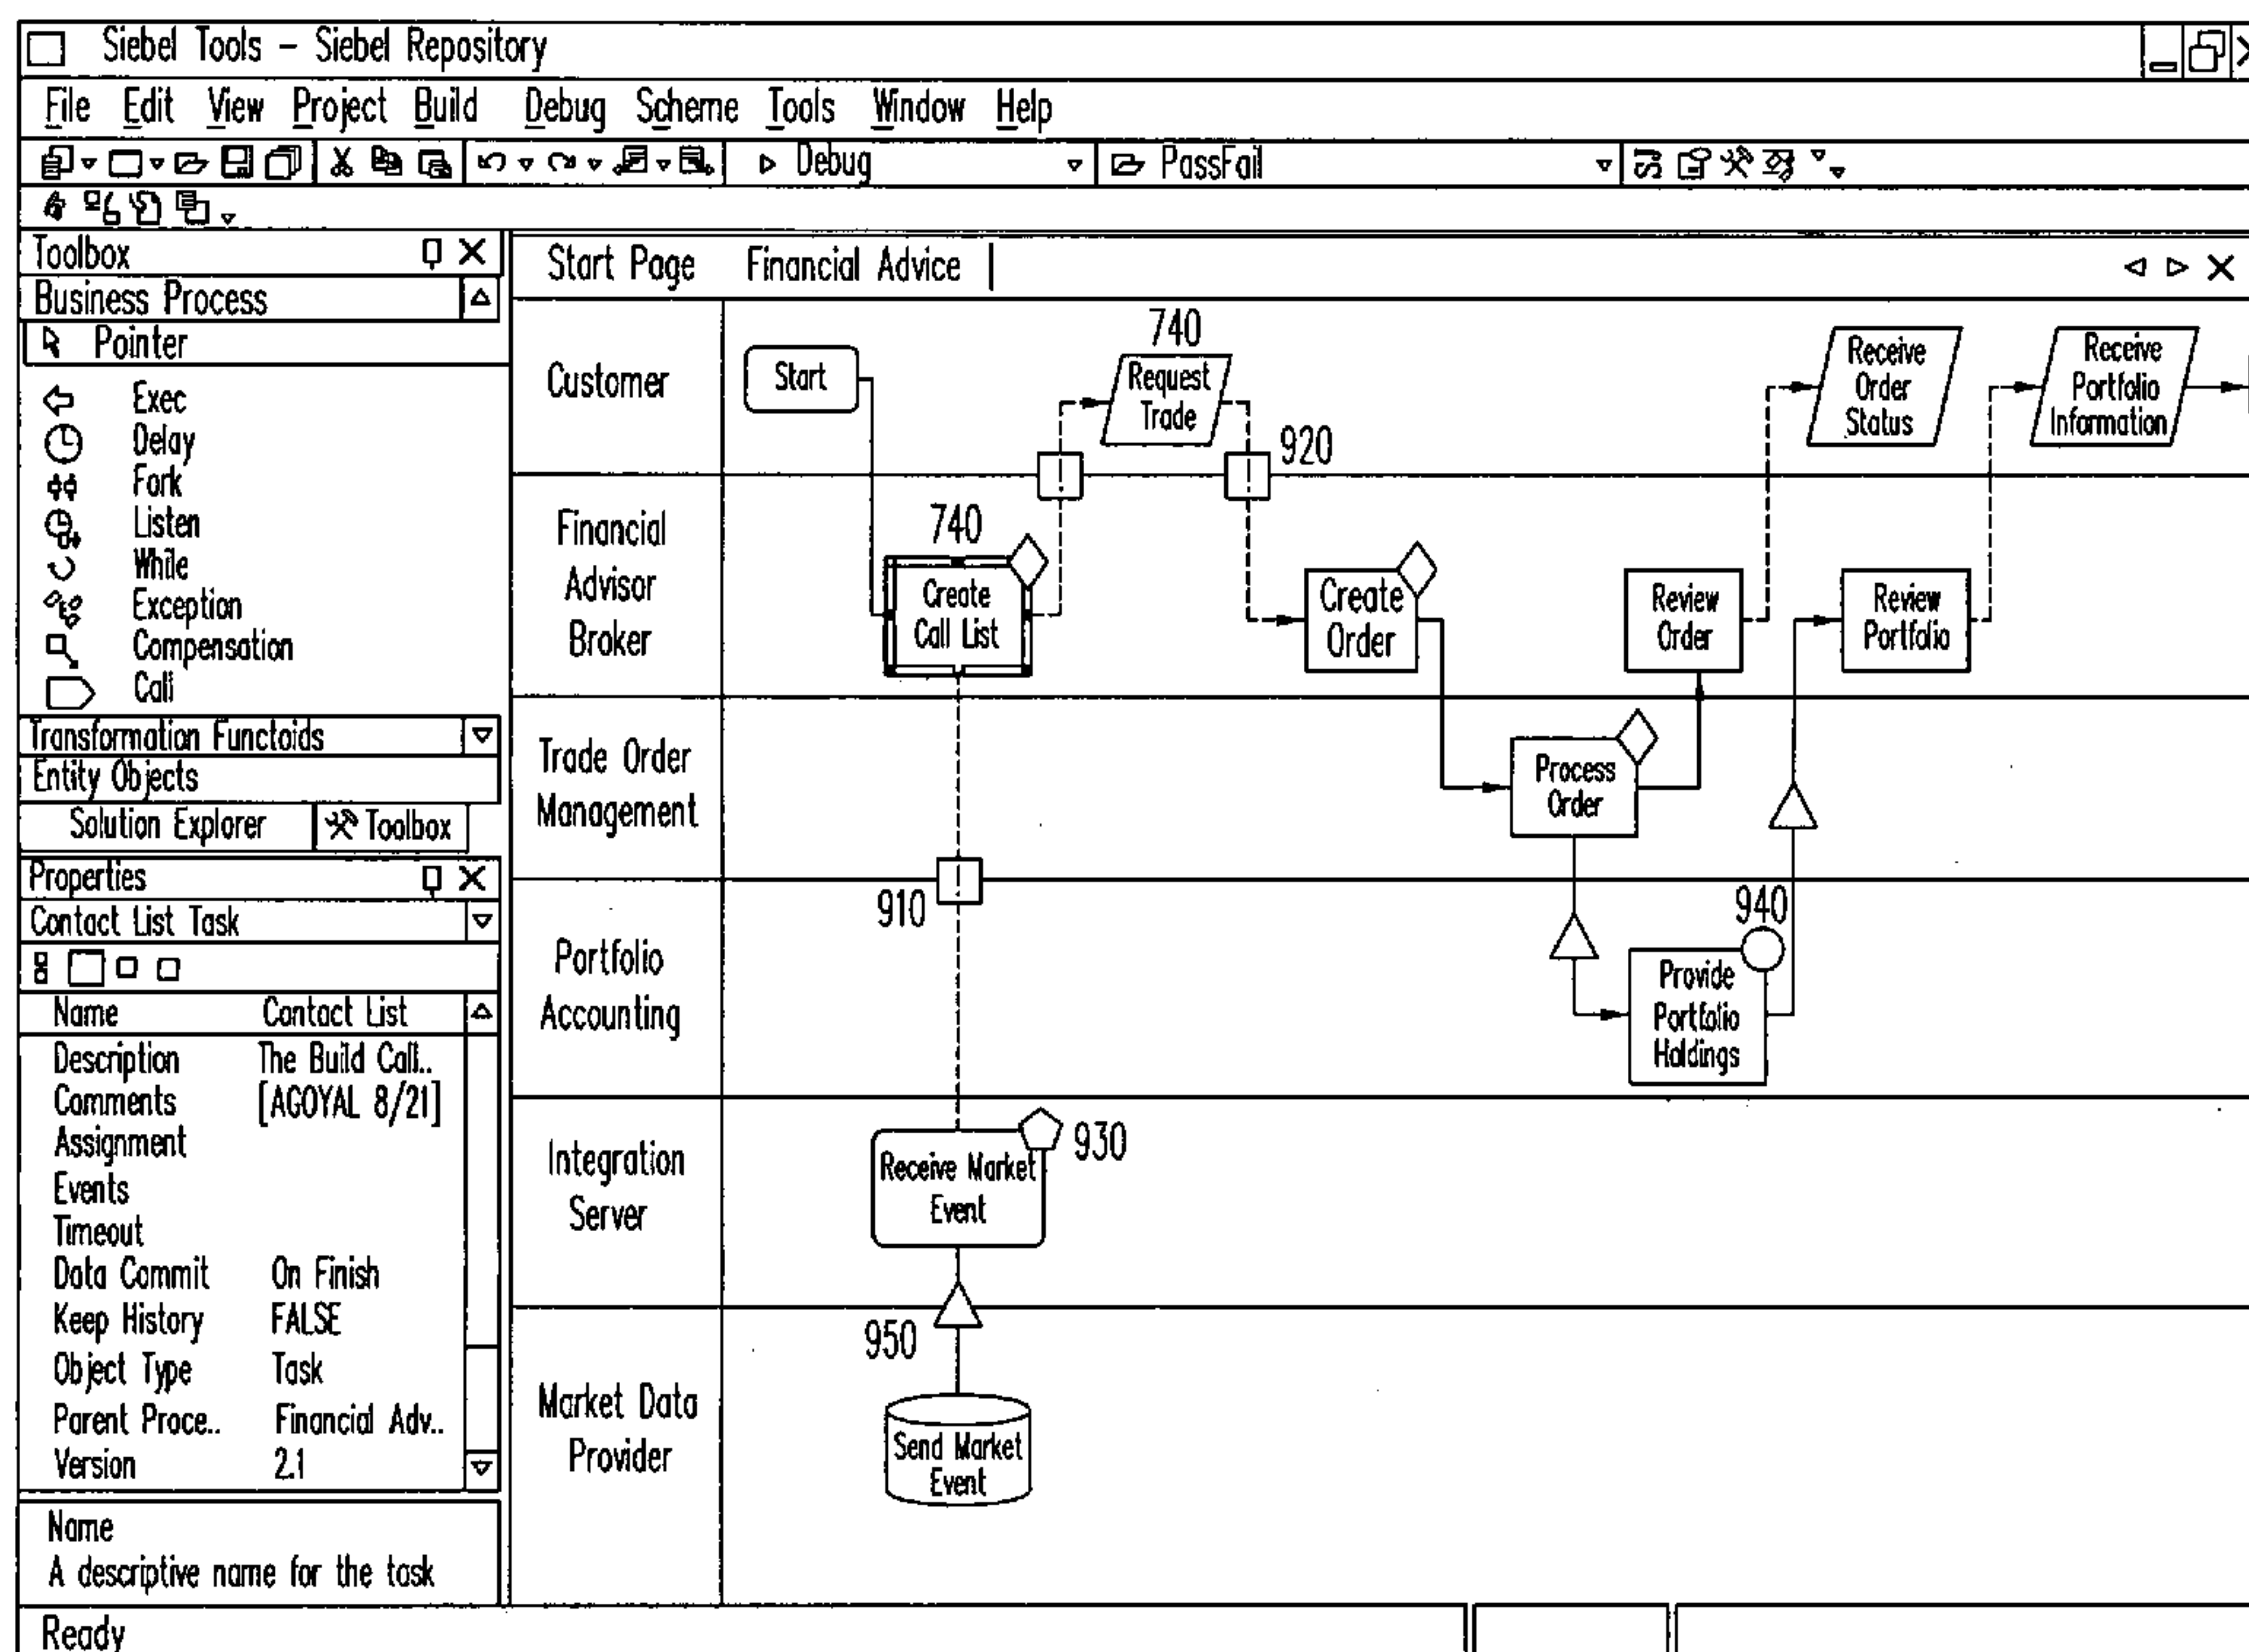 Siebel Tools - Siebel Repository
File Edit View Project Build Debug Scheme Tools Window Help
Debug
PassFail
Toolbox
Business Process
Pointer
Exec
Delay
Fork
Listen
While
Exception
Compensation
Call
Transformation Functoids
Entity Objects
Solution Explorer
Toolbox
Properties
Contact List Task
Name Contact List
Description The Build Call..
Comments [AGOYAL 8/21]
Assignment
Events
Timeout
Data Commit On Finish
Keep History FALSE
Object Type Task
Parent Proce.. Financial Adv..
Version 2.1
Name
A descriptive name for the task
Ready
Start Page Financial Advice
Customer
Start
740
Request
Trade
Receive
Order
Status
Receive
Portfolio
Information
920
Financial
Advisor
Broker
740
Create
Call List
Create
Order
Review
Order
Review
Portfolio
Trade Order
Management
Process
Order
910
940
Portfolio
Accounting
Provide
Portfolio
Holdings
Integration
Server
Receive Market
Event
930
950
Market Data
Provider
Send Market
Event